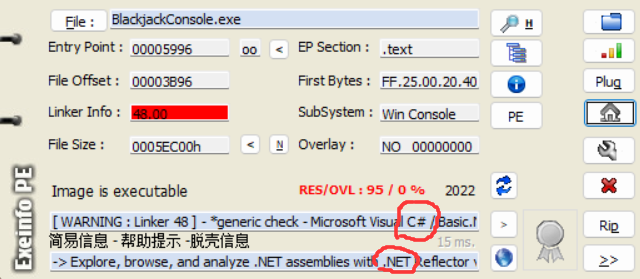 File : BlackjackConsole.exe H
Entry Point : 00005996 oo < EP Section : .text
File Offset : 00003B96 First Bytes : FF.25.00.20.40 Plug
Linker Info : 48.00 SubSystem : Win Console PE
File Size : 0005EC00h < N Overlay : NO 00000000
Image is executable RES/OVL : 95 / 0 % 2022
[ WARNING : Linker 48 ] - *generic check - Microsoft Visual C# / Basic.N > Rip
简易信息 - 帮助提示 -脱壳信息 15 ms.
-> Explore, browse, and analyze .NET assemblies with .NET Reflector v >>
Exeinfo PE